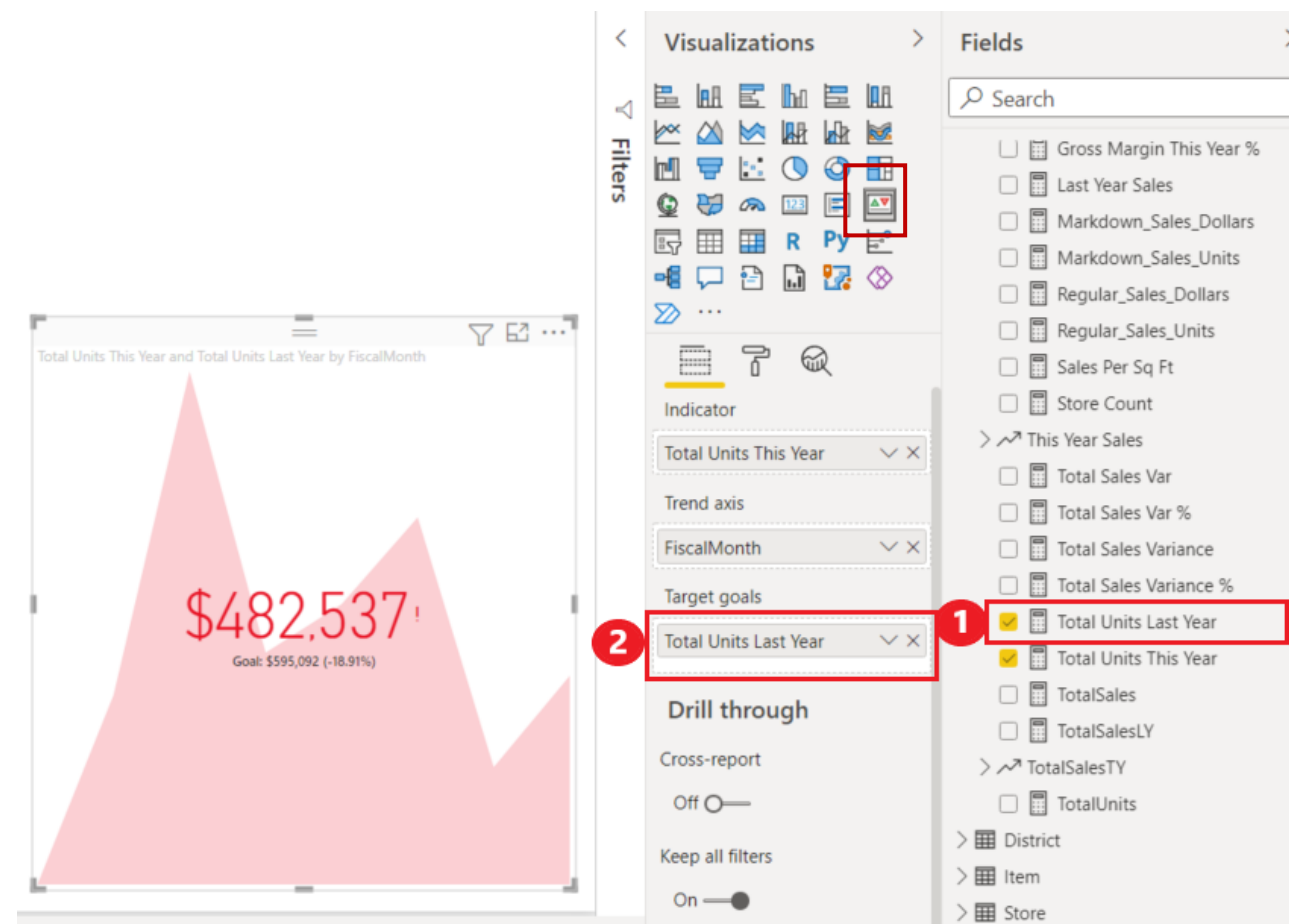 Total Units This Year and Total Units Last Year by FiscalMonth
$482,537!
Goal: $595,092 (-18.91%)
Filters
Visualizations
123
R
Py
...
Indicator
Total Units This Year
Trend axis
FiscalMonth
Target goals
2
Total Units Last Year
Drill through
Cross-report
Off
Keep all filters
On
Fields
Search
Gross Margin This Year %
Last Year Sales
Markdown_Sales_Dollars
Markdown_Sales_Units
Regular_Sales_Dollars
Regular_Sales_Units
Sales Per Sq Ft
Store Count
This Year Sales
Total Sales Var
Total Sales Var %
Total Sales Variance
Total Sales Variance %
1
Total Units Last Year
Total Units This Year
TotalSales
TotalSalesLY
TotalSalesTY
TotalUnits
District
Item
Store